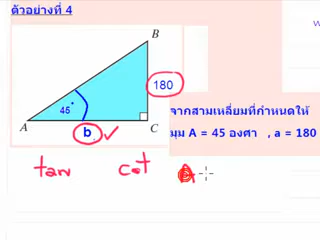 ตัวอย่างที่ 4
B
180
45°
A
b
C
จากสามเหลี่ยมที่กำหนดให้
มุม A = 45 องศา , a = 180
tan cot